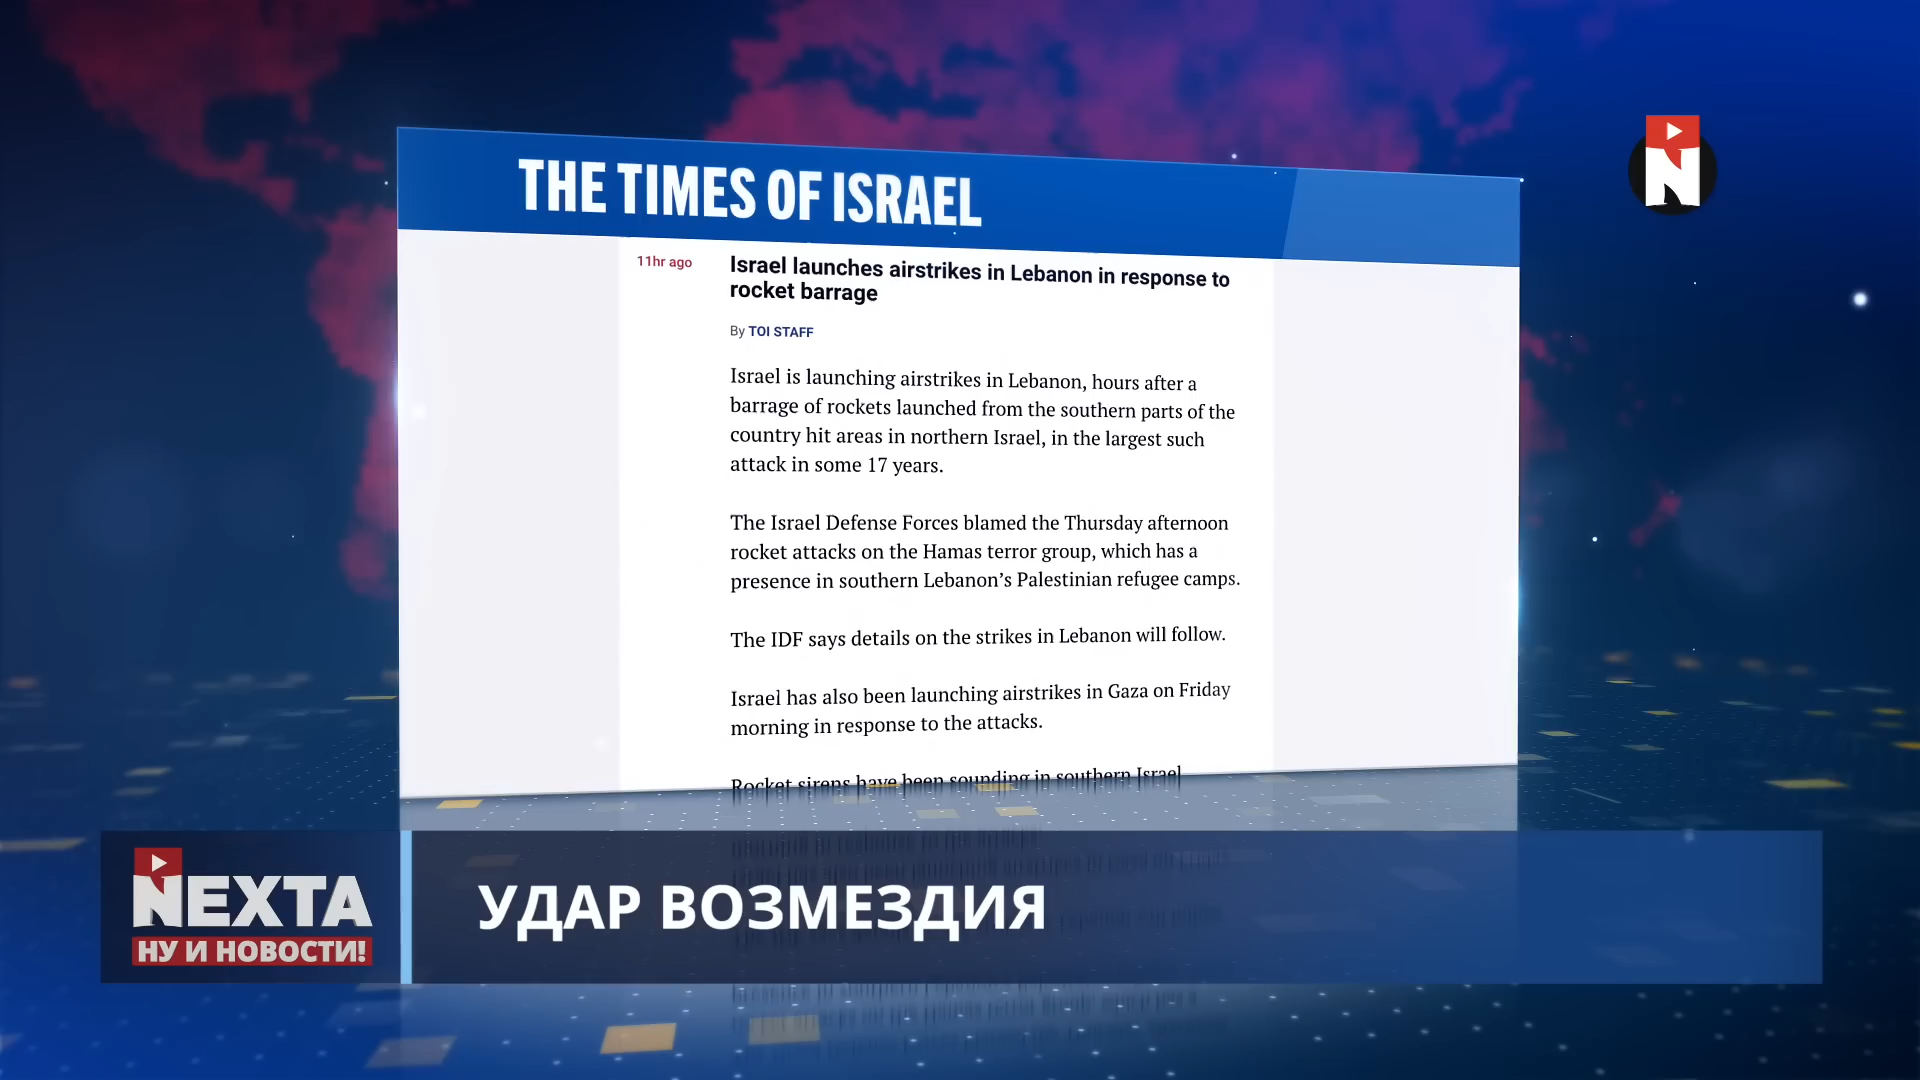 THE TIMES OF ISRAEL
11hr ago
Israel launches airstrikes in Lebanon in response to
rocket barrage
By TOI STAFF
Israel is launching airstrikes in Lebanon, hours after a
barrage of rockets launched from the southern parts of the
country hit areas in northern Israel, in the largest such
attack in some 17 years.
The Israel Defense Forces blamed the Thursday afternoon
rocket attacks on the Hamas terror group, which has a
presence in southern Lebanon’s Palestinian refugee camps.
The IDF says details on the strikes in Lebanon will follow.
Israel has also been launching airstrikes in Gaza on Friday
morning in response to the attacks.
Rocket sirens have been sounding in southern Israel
N
NEXTA
НУ И НОВОСТИ!
УДАР ВОЗМЕЗДИЯ